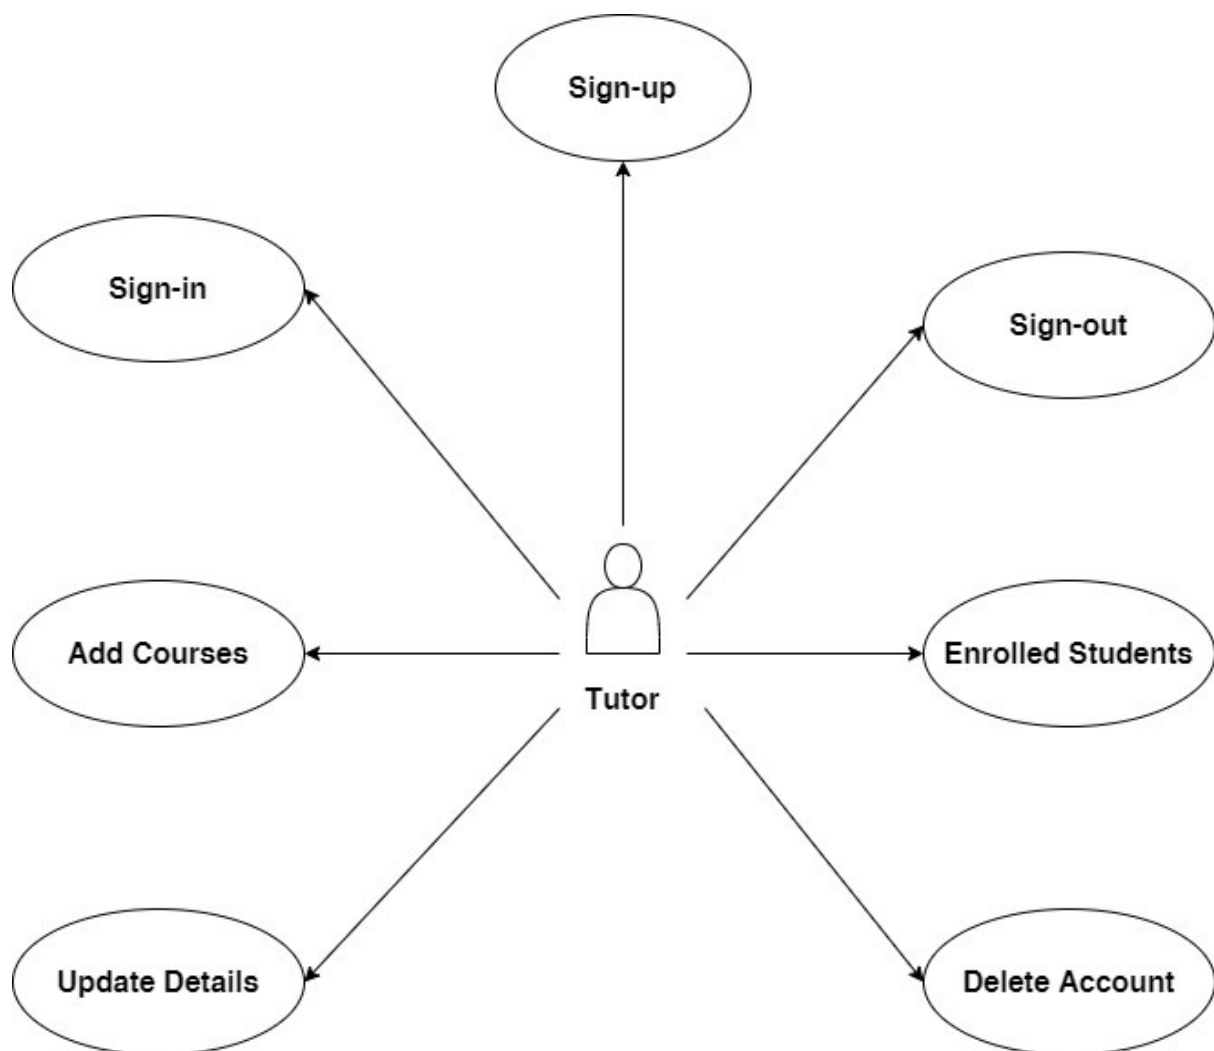 Sign-up
Sign-in
Sign-out
Add Courses
Enrolled Students
Tutor
Update Details
Delete Account